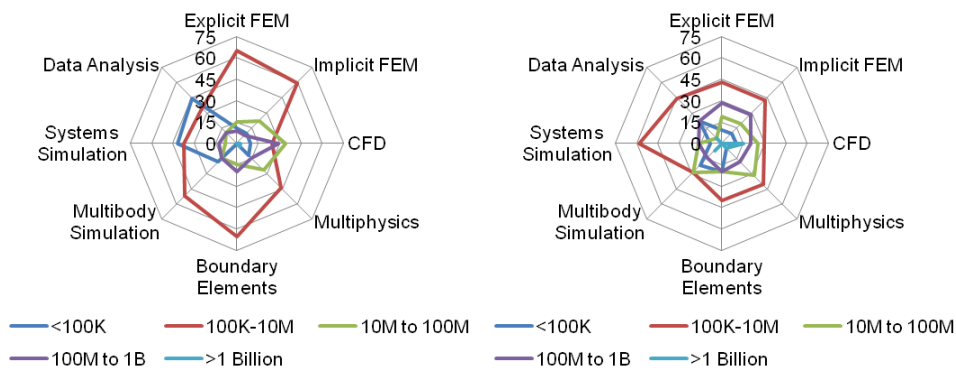 Explicit FEM
75
60
45
30
15
0
Implicit FEM
CFD
Multiphysics
Boundary
Elements
Multibody
Simulation
Systems
Simulation
Data Analysis
<100K
100K-10M
10M to 100M
100M to 1B
>1 Billion
Explicit FEM
75
60
45
30
15
0
Implicit FEM
CFD
Multiphysics
Boundary
Elements
Multibody
Simulation
Systems
Simulation
Data Analysis
<100K
100K-10M
10M to 100M
100M to 1B
>1 Billion